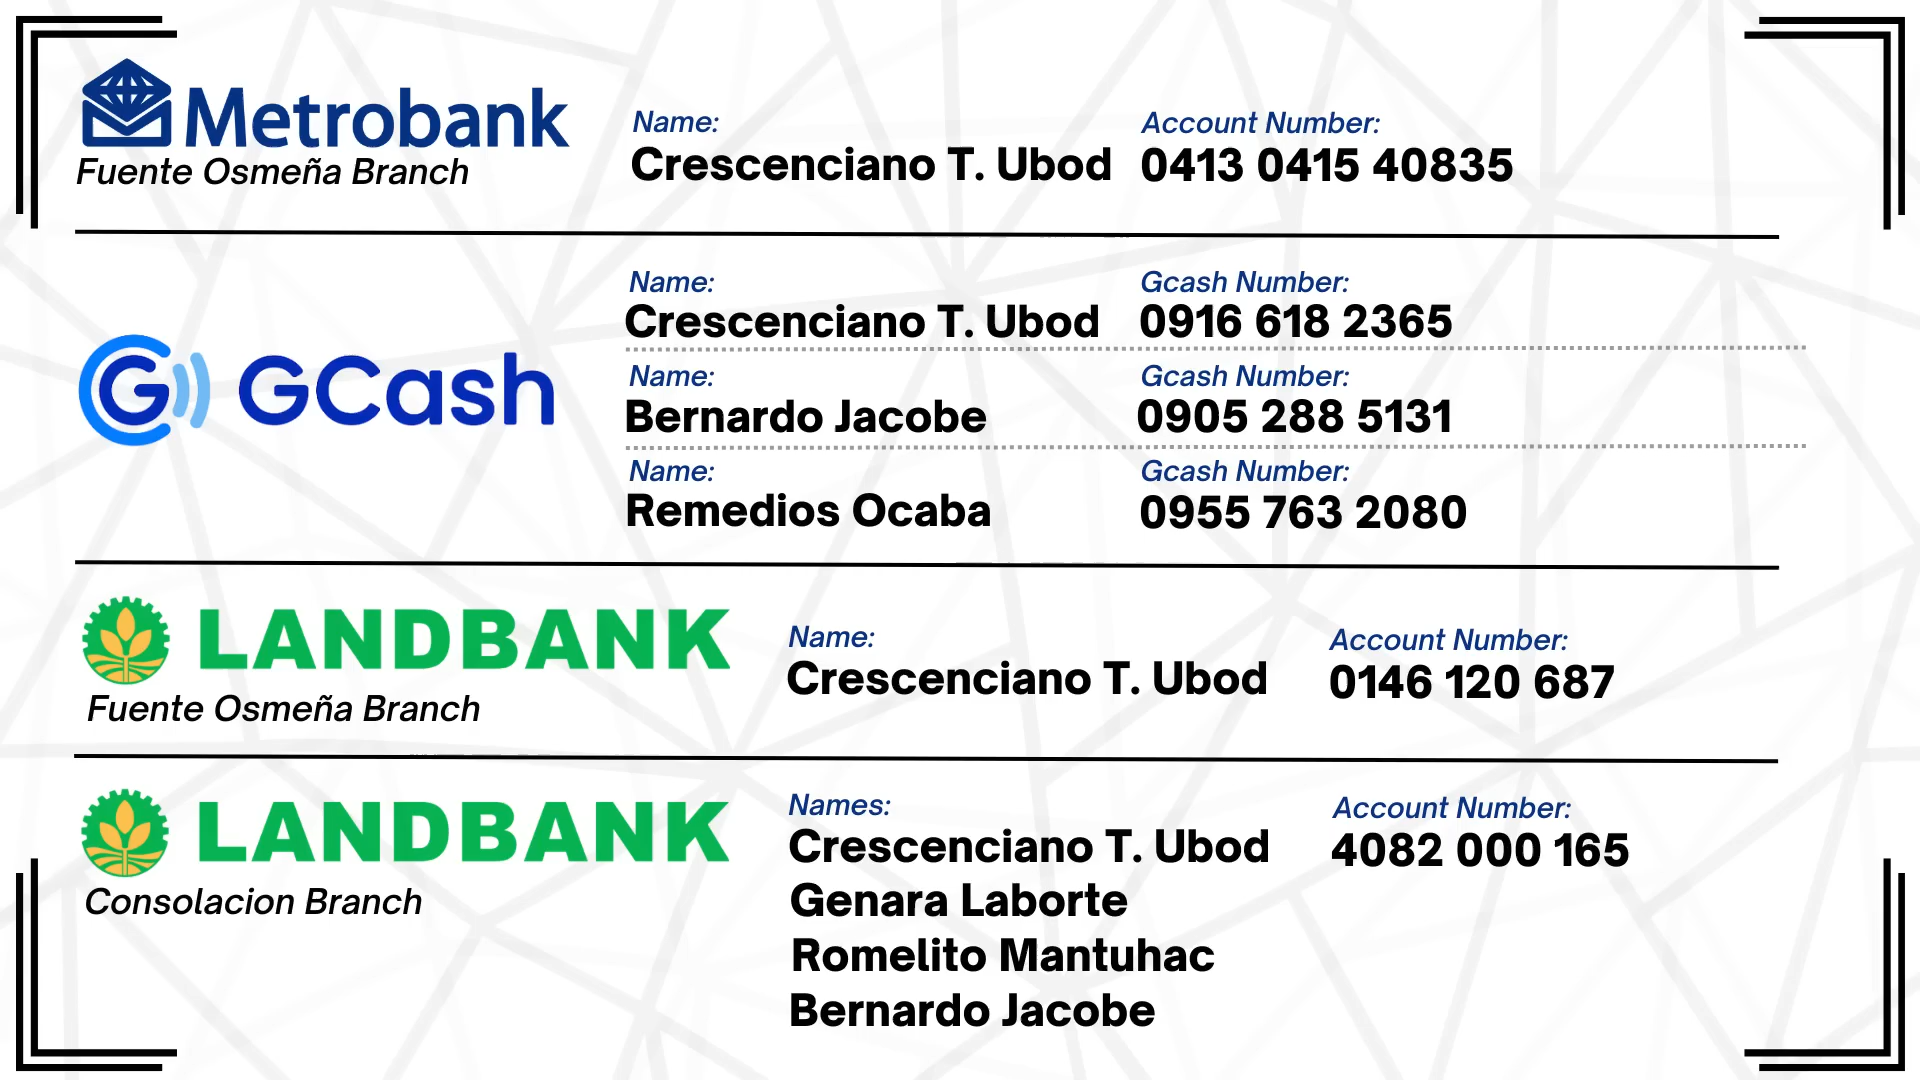 Metrobank
Fuente Osmeña Branch
Name:
Crescenciano T. Ubod
Account Number:
0413 0415 40835
GCash
Name:
Crescenciano T. Ubod
Gcash Number:
0916 618 2365
Name:
Bernardo Jacobe
Gcash Number:
0905 288 5131
Name:
Remedios Ocaba
Gcash Number:
0955 763 2080
LANDBANK
Fuente Osmeña Branch
Name:
Crescenciano T. Ubod
Account Number:
0146 120 687
LANDBANK
Consolacion Branch
Names:
Crescenciano T. Ubod
Genara Laborte
Romelito Mantuhac
Bernardo Jacobe
Account Number:
4082 000 165